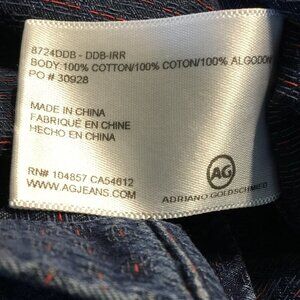 8724DDB - DDB-IRR
BODY:100% COTTON/100% COTON/100% ALGODON
PO # 30928
MADE IN CHINA
FABRIQUÉ EN CHINE
HECHO EN CHINA
RN# 104857 CA54612
WWW.AGJEANS.COM
AG
ADRIANO GOLDSCHMIED